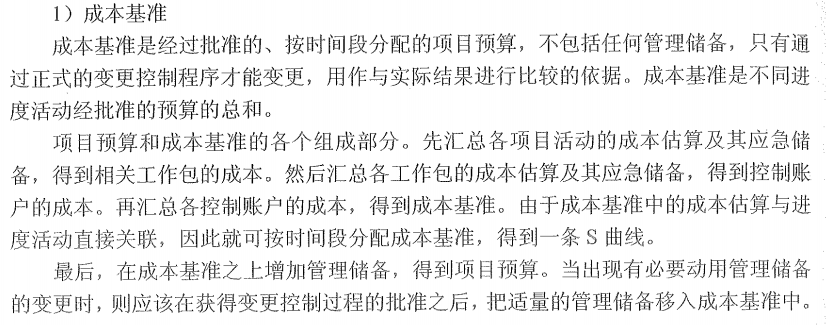 1）成本基准
成本基准是经过批准的、按时间段分配的项目预算，不包括任何管理储备，只有通
过正式的变更控制程序才能变更，用作与实际结果进行比较的依据。成本基准是不同进
度活动经批准的预算的总和。
项目预算和成本基准的各个组成部分。先汇总各项目活动的成本估算及其应急储
备，得到相关工作包的成本。然后汇总各工作包的成本估算及其应急储备，得到控制账
户的成本。再汇总各控制账户的成本，得到成本基准。由于成本基准中的成本估算与进
度活动直接关联，因此就可按时间段分配成本基准，得到一条 S 曲线。
最后，在成本基准之上增加管理储备，得到项目预算。当出现有必要动用管理储备
的变更时，则应该在获得变更控制过程的批准之后，把适量的管理储备移入成本基准中。